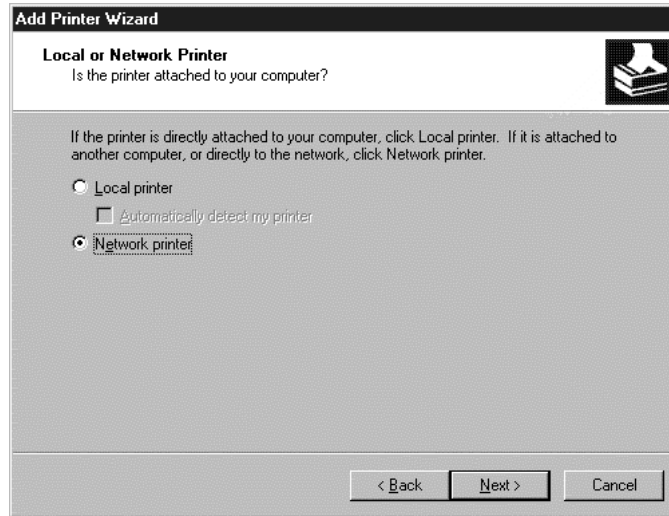 Add Printer Wizard
Local or Network Printer
Is the printer attached to your computer?
If the printer is directly attached to your computer, click Local printer. If it is attached to
another computer, or directly to the network, click Network printer.
Local printer
Automatically detect my printer
Network printer
< Back Next > Cancel